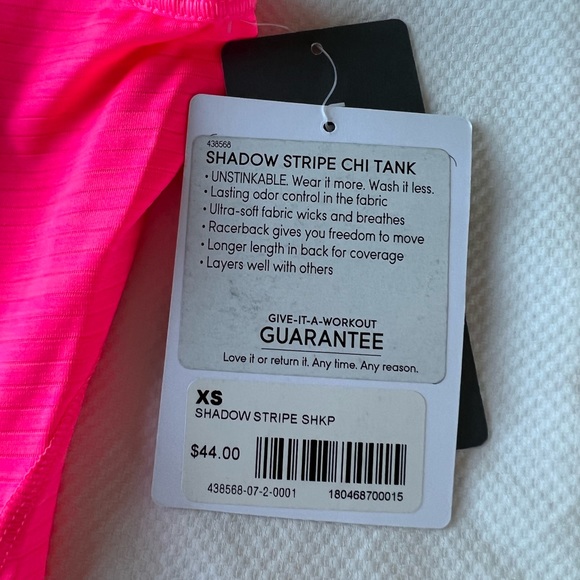 438568
SHADOW STRIPE CHI TANK
• UNSTINKABLE. Wear it more. Wash it less.
• Lasting odor control in the fabric
• Ultra-soft fabric wicks and breathes
• Racerback gives you freedom to move
• Longer length in back for coverage
• Layers well with others
GIVE-IT-A-WORKOUT
GUARANTEE
Love it or return it. Any time. Any reason.
XS
SHADOW STRIPE SHKP
$44.00
438568-07-2-0001 180468700015